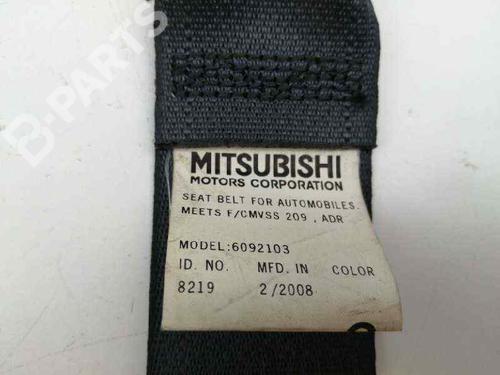 MITSUBISHI
MOTORS CORPORATION
SEAT BELT FOR AUTOMOBILES.
MEETS F/CMVSS 209 , ADR
MODEL:6092103
ID. NO. MFD. IN COLOR
8219 2/2008
B-PARTS